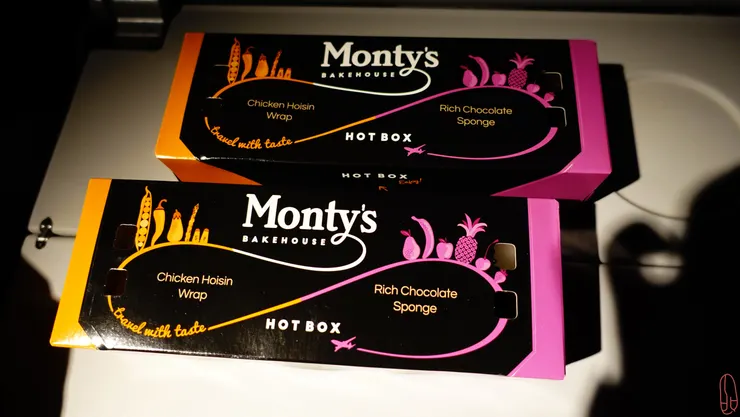 Monty's
BAKEHOUSE
Chicken Hoisin
Wrap
Rich Chocolate
Sponge
travel with taste
HOT BOX
HOT BOX
Monty's
BAKEHOUSE
Chicken Hoisin
Wrap
Rich Chocolate
Sponge
travel with taste
HOT BOX